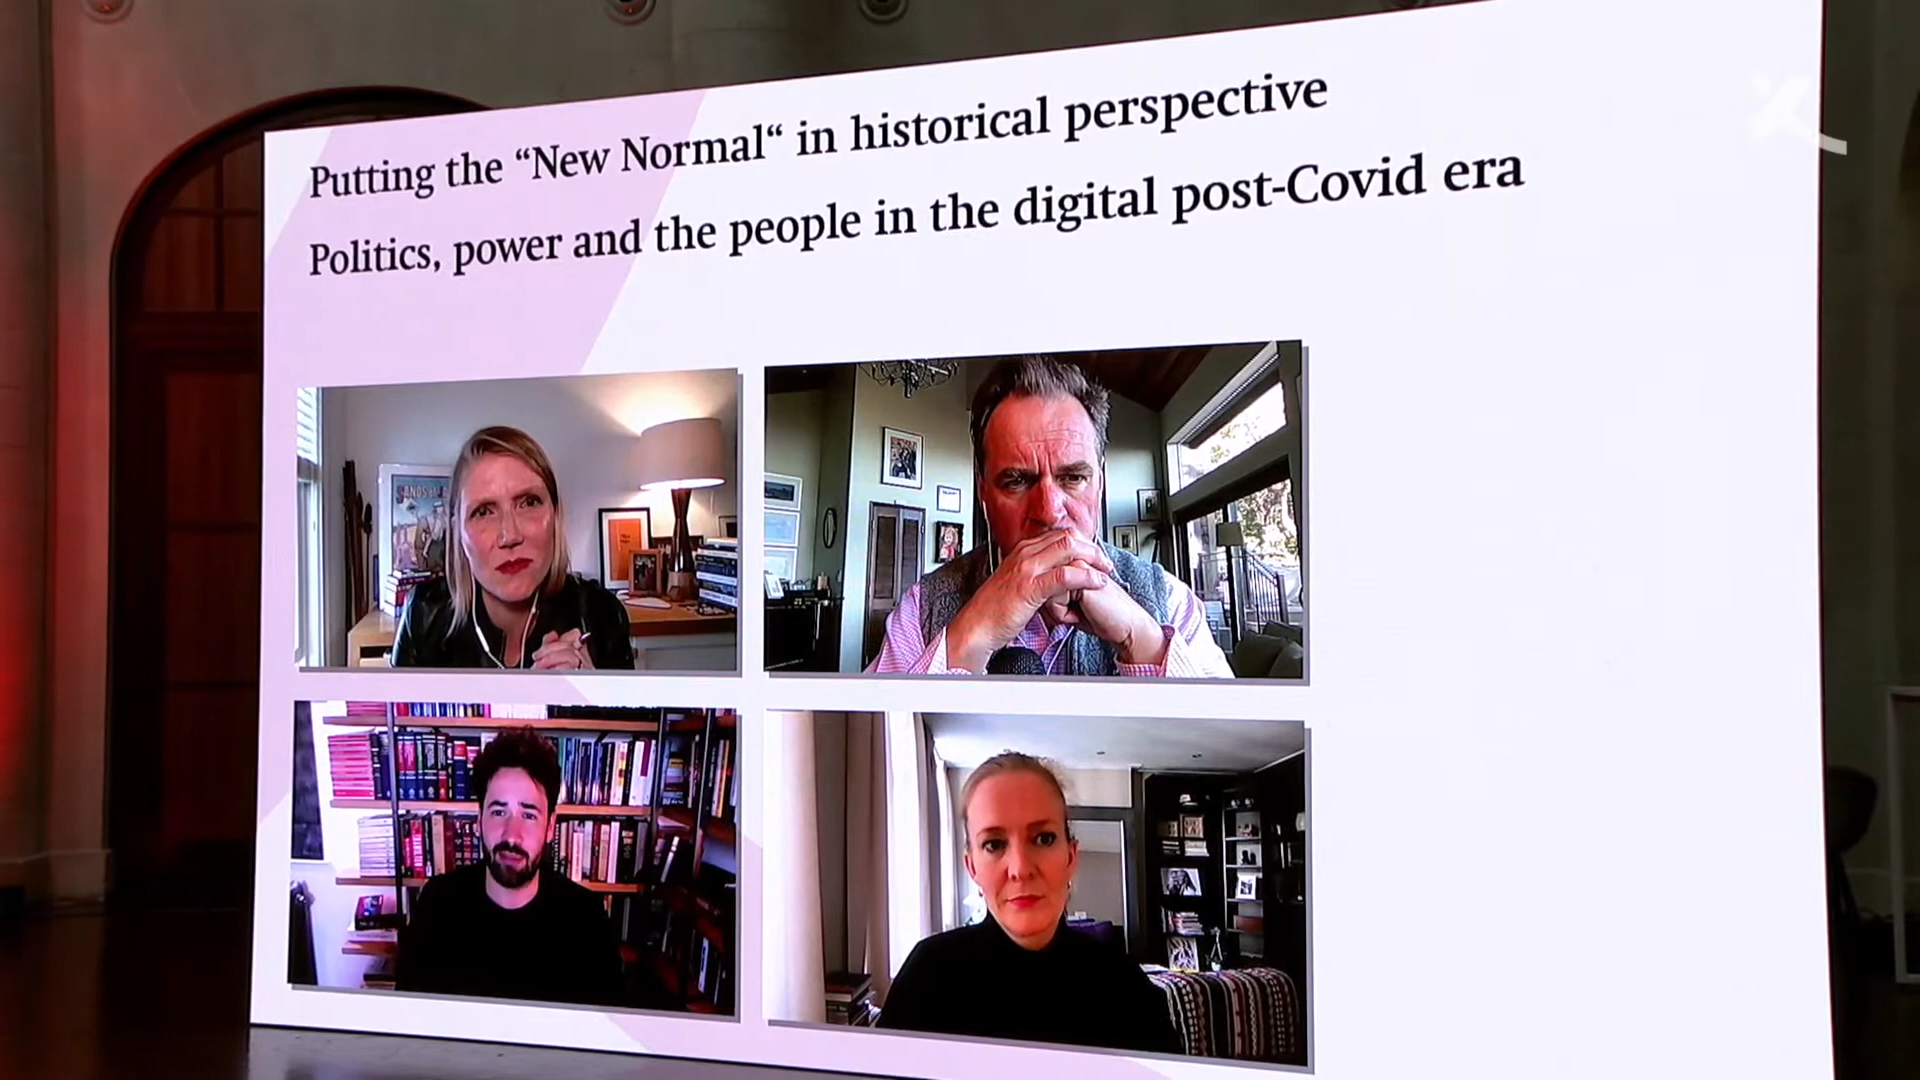 Putting the “New Normal“ in historical perspective
Politics, power and the people in the digital post-Covid era